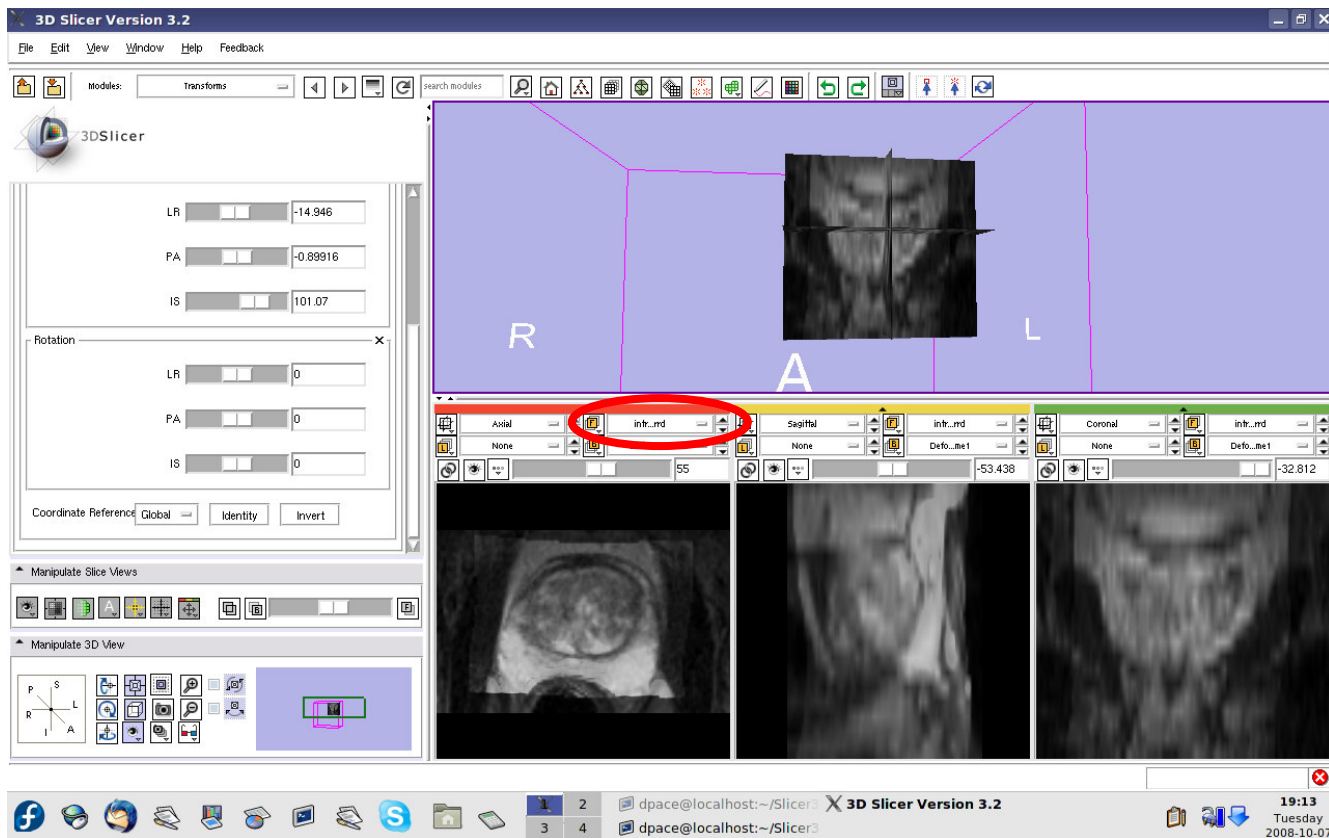 3D Slicer Version 3.2
File Edit View Window Help Feedback
Modules: Transforms search modules
3DSlicer
LR -14.946
PA -0.89916
IS 101.07
Rotation
LR 0
PA 0
IS 0
Coordinate Reference Global Identity Invert
Manipulate Slice Views
A B F
Manipulate 3D View
P S
R L
I A
R L
A
Axial F intr...rrd Sagittal F intr...rrd Coronal F intr...rrd
L None B L None B Defo...me1 L None B Defo...me1
55 -53.438 -32.812
1 2 dpace@localhost:~/Slicer3 X 3D Slicer Version 3.2
3 4 dpace@localhost:~/Slicer3
19:13
Tuesday
2008-10-07